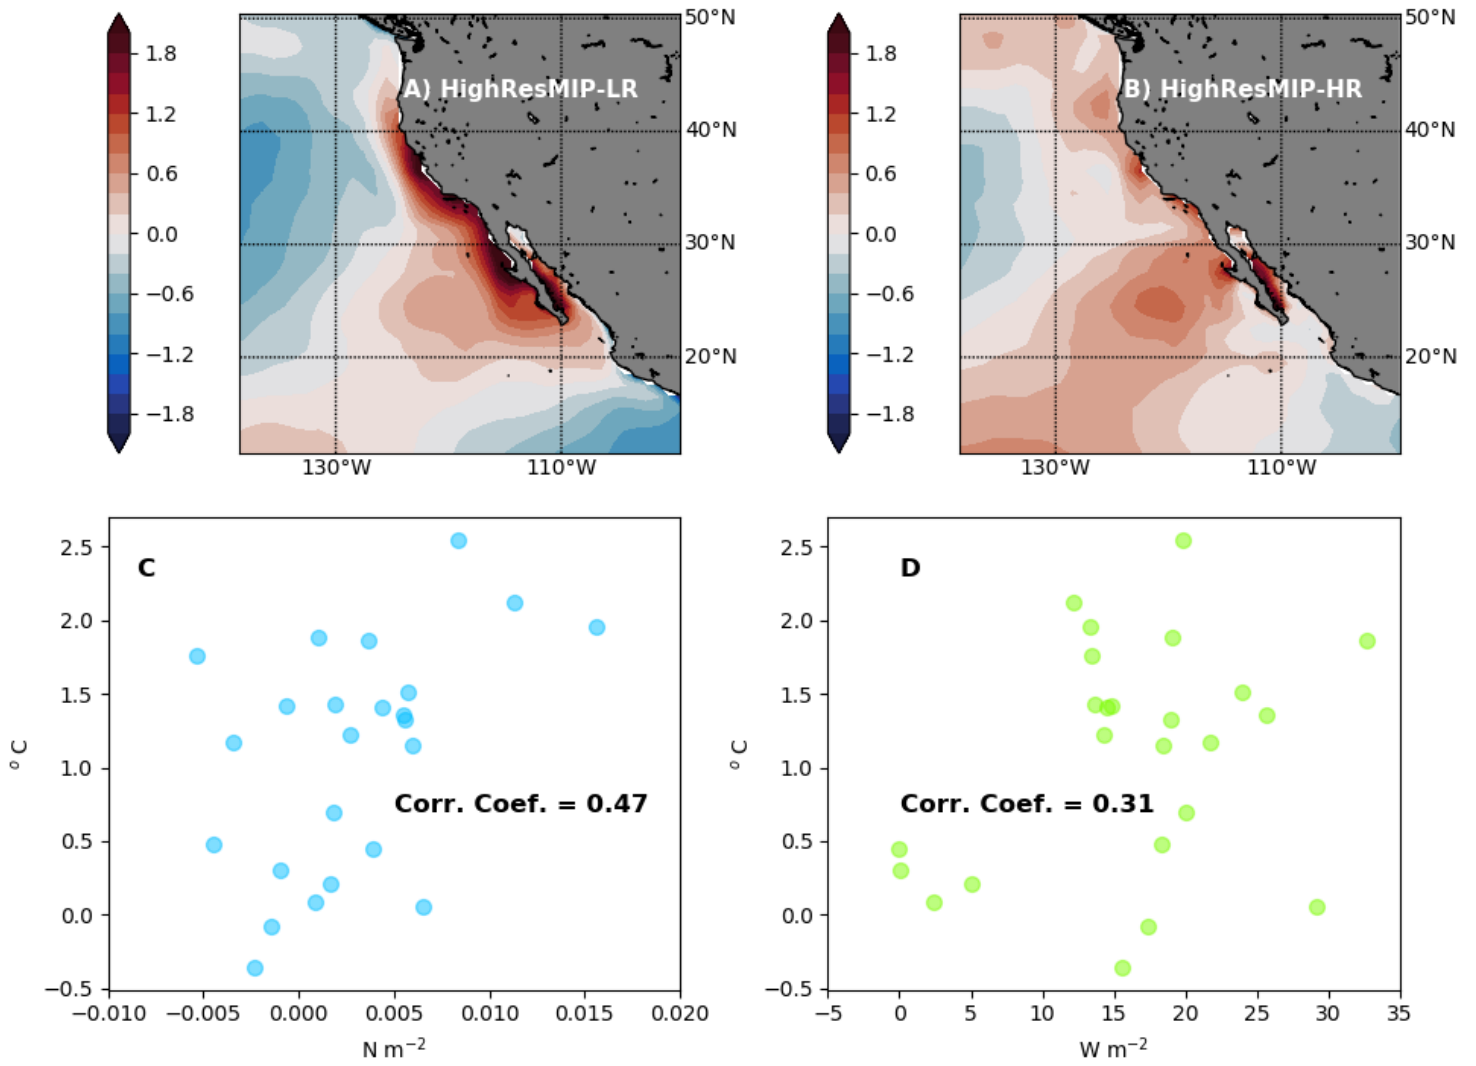 1.8
1.2
0.6
0.0
−0.6
−1.2
−1.8
A) HighResMIP-LR
50°N
40°N
30°N
20°N
130°W 110°W
1.8
1.2
0.6
0.0
−0.6
−1.2
−1.8
B) HighResMIP-HR
50°N
40°N
30°N
20°N
130°W 110°W
C
2.5
2.0
1.5
1.0
0.5
0.0
−0.5
° C
Corr. Coef. = 0.47
−0.010 −0.005 0.000 0.005 0.010 0.015 0.020
N m⁻²
D
2.5
2.0
1.5
1.0
0.5
0.0
−0.5
° C
Corr. Coef. = 0.31
−5 0 5 10 15 20 25 30 35
W m⁻²